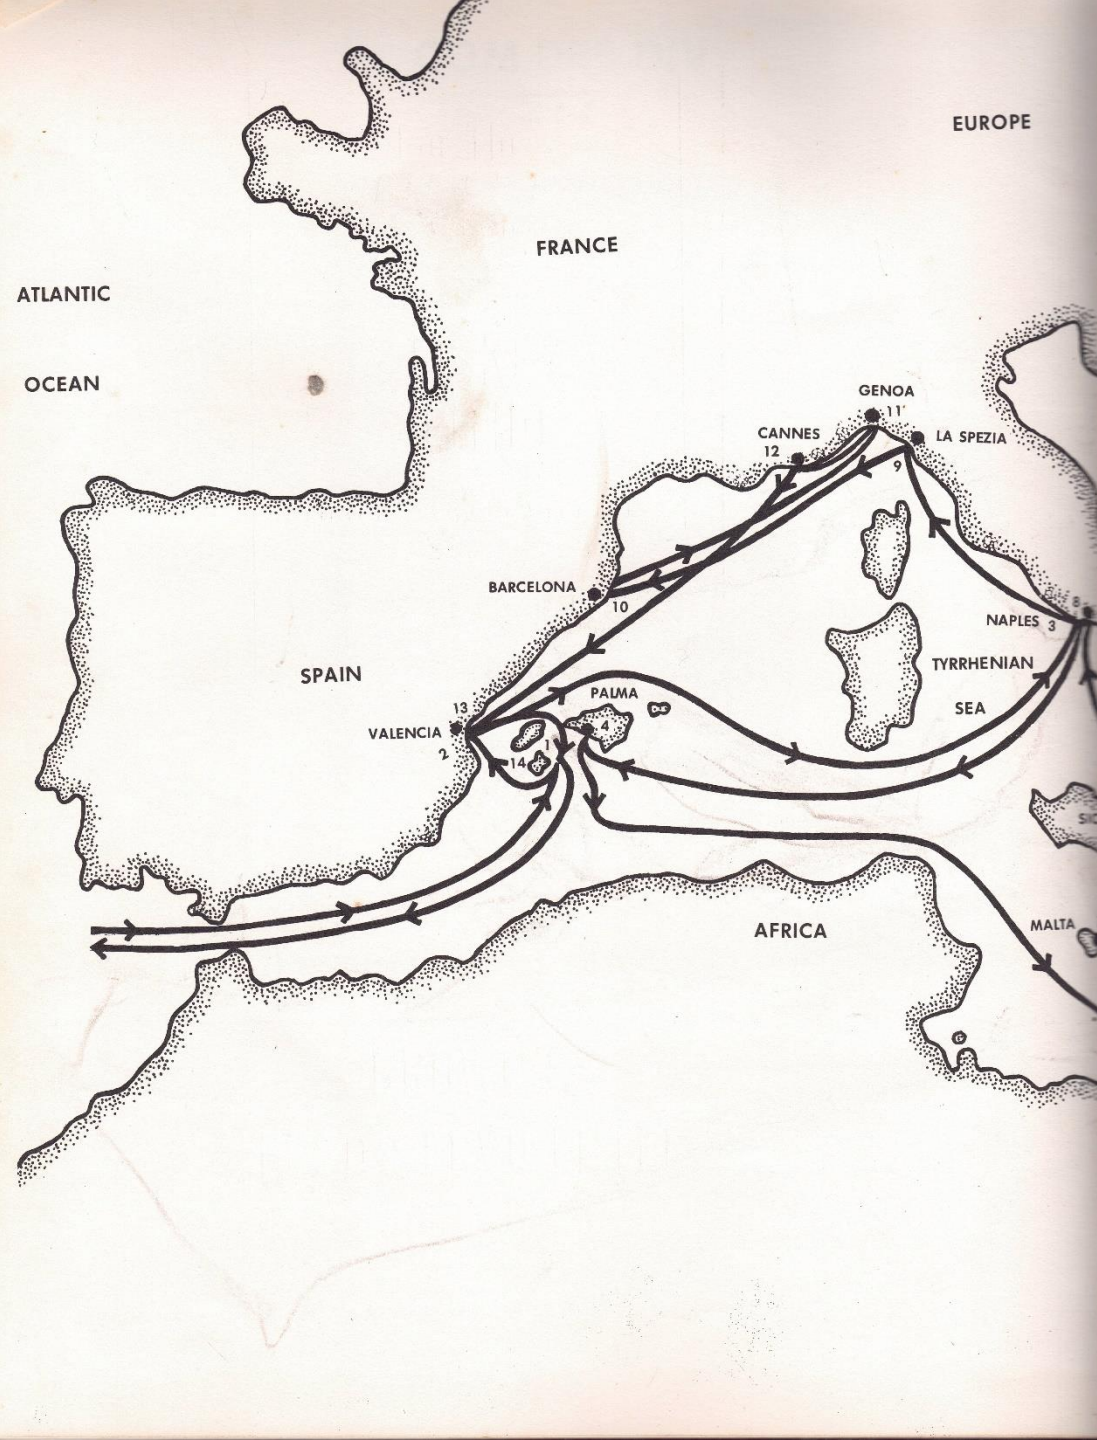 EUROPE
FRANCE
ATLANTIC
OCEAN
GENOA
11
CANNES
12
LA SPEZIA
9
BARCELONA
10
8
NAPLES 3
TYRRHENIAN
SEA
SPAIN
PALMA
4
13
VALENCIA
2
1
14
AFRICA
MALTA